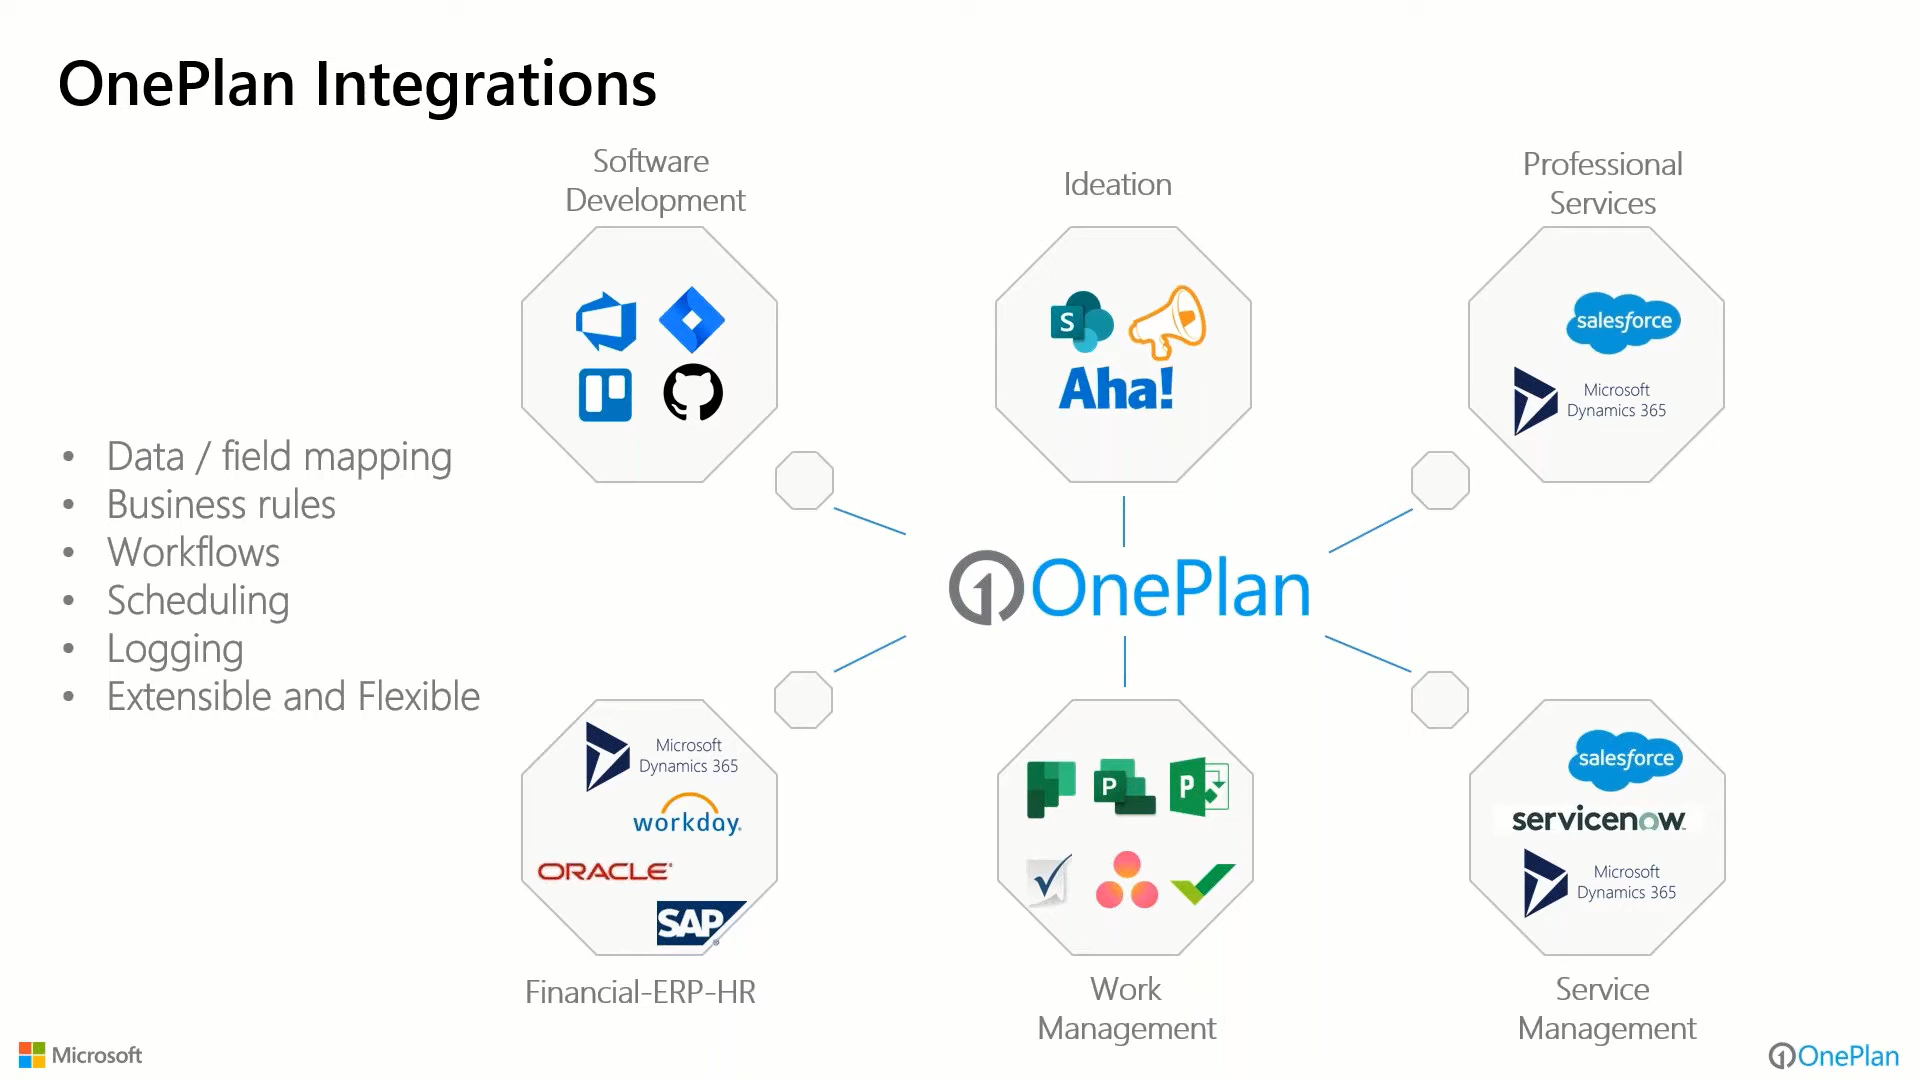 OnePlan Integrations
Software
Development
Ideation
Professional
Services
S
Aha!
salesforce
Microsoft
Dynamics 365
• Data / field mapping
• Business rules
• Workflows
• Scheduling
• Logging
• Extensible and Flexible
1OnePlan
Microsoft
Dynamics 365
workday.
ORACLE®
SAP®
P
P
salesforce
servicenow
Microsoft
Dynamics 365
Financial-ERP-HR
Work
Management
Service
Management
Microsoft
1OnePlan